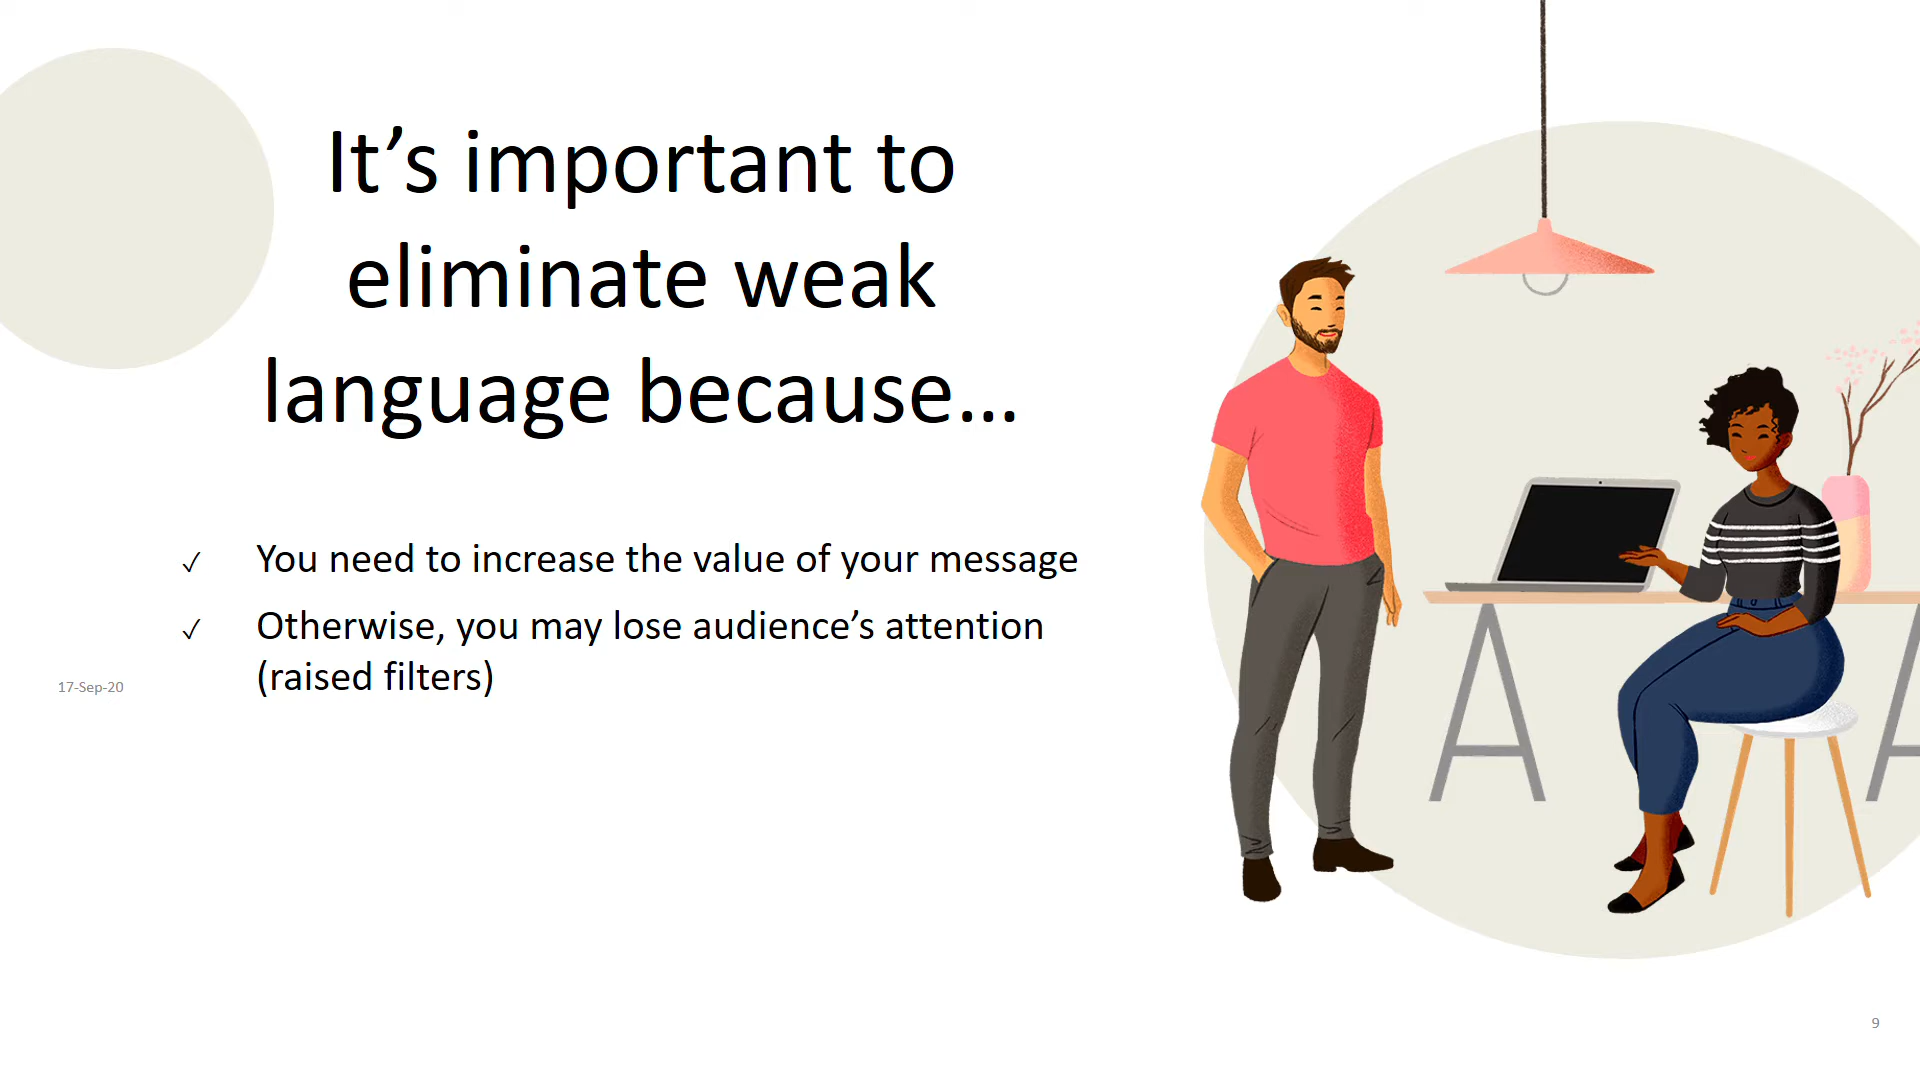 It’s important to
eliminate weak
language because…
✓ You need to increase the value of your message
✓ Otherwise, you may lose audience’s attention
(raised filters)
17-Sep-20
9